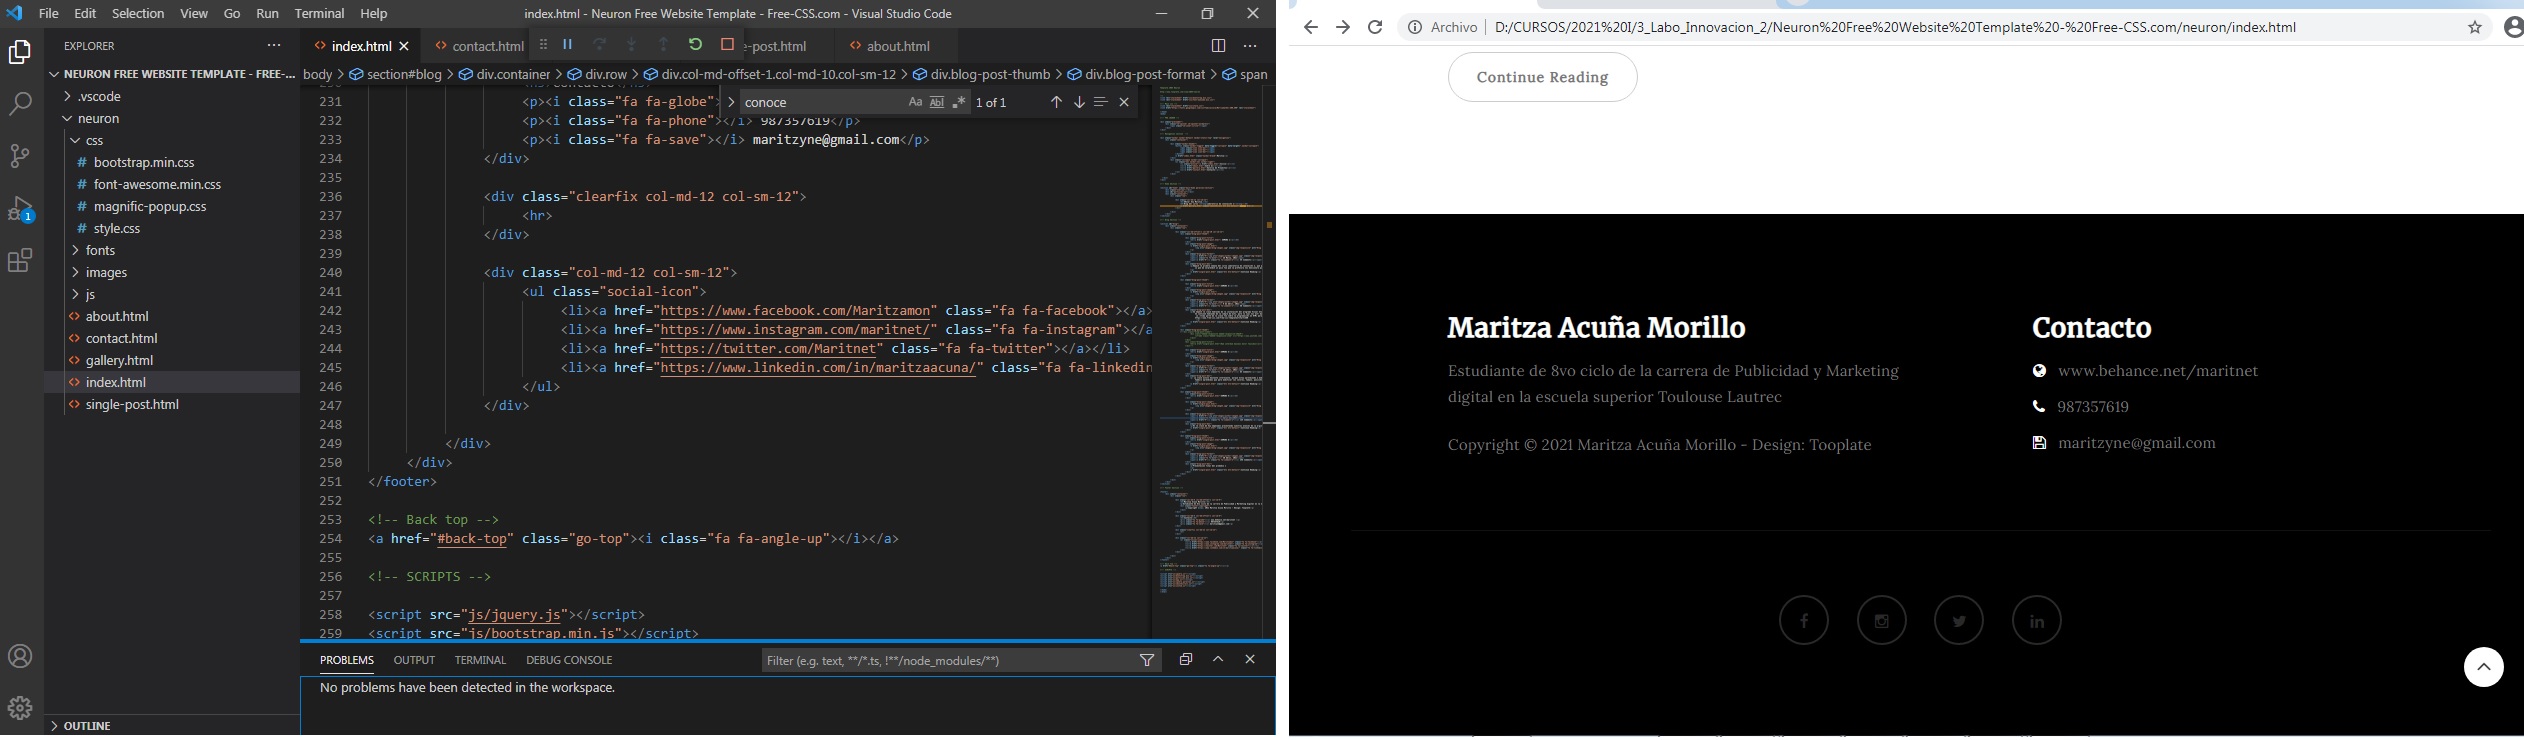 File Edit Selection View Go Run Terminal Help
index.html - Neuron Free Website Template - Free-CSS.com - Visual Studio Code
EXPLORER
NEURON FREE WEBSITE TEMPLATE - FREE-...
.vscode
neuron
css
bootstrap.min.css
font-awesome.min.css
magnific-popup.css
style.css
fonts
images
js
about.html
contact.html
gallery.html
index.html
single-post.html
OUTLINE
1
index.html contact.html e-post.html about.html
body > section#blog > div.container > div.row > div.col-md-offset-1.col-md-10.col-sm-12 > div.blog-post-thumb > div.blog-post-format > span
conoce Aa Abl .* 1 of 1
231 <p><i class="fa fa-globe"
232 <p><i class="fa fa-phone"></i> 987357619</p>
233 <p><i class="fa fa-save"></i> maritzyne@gmail.com</p>
234 </div>
235
236 <div class="clearfix col-md-12 col-sm-12">
237 <hr>
238 </div>
239
240 <div class="col-md-12 col-sm-12">
241 <ul class="social-icon">
242 <li><a href="https://www.facebook.com/Maritzamon" class="fa fa-facebook"></a>
243 <li><a href="https://www.instagram.com/maritnet/" class="fa fa-instagram"></a
244 <li><a href="https://twitter.com/Maritnet" class="fa fa-twitter"></a></li>
245 <li><a href="https://www.linkedin.com/in/maritzaacuna/" class="fa fa-linkedin
246 </ul>
247 </div>
248
249 </div>
250 </div>
251 </footer>
252
253 <!-- Back top -->
254 <a href="#back-top" class="go-top"><i class="fa fa-angle-up"></i></a>
255
256 <!-- SCRIPTS -->
257
258 <script src="js/jquery.js"></script>
259 <script src="js/bootstrap.min.js"></script>
PROBLEMS OUTPUT TERMINAL DEBUG CONSOLE
Filter (e.g. text, **/*.ts, !**/node_modules/**)
No problems have been detected in the workspace.
Archivo | D:/CURSOS/2021%20I/3_Labo_Innovacion_2/Neuron%20Free%20Website%20Template%20-%20Free-CSS.com/neuron/index.html
Continue Reading
Maritza Acuña Morillo
Estudiante de 8vo ciclo de la carrera de Publicidad y Marketing
digital en la escuela superior Toulouse Lautrec
Copyright © 2021 Maritza Acuña Morillo - Design: Tooplate
Contacto
www.behance.net/maritnet
987357619
maritzyne@gmail.com